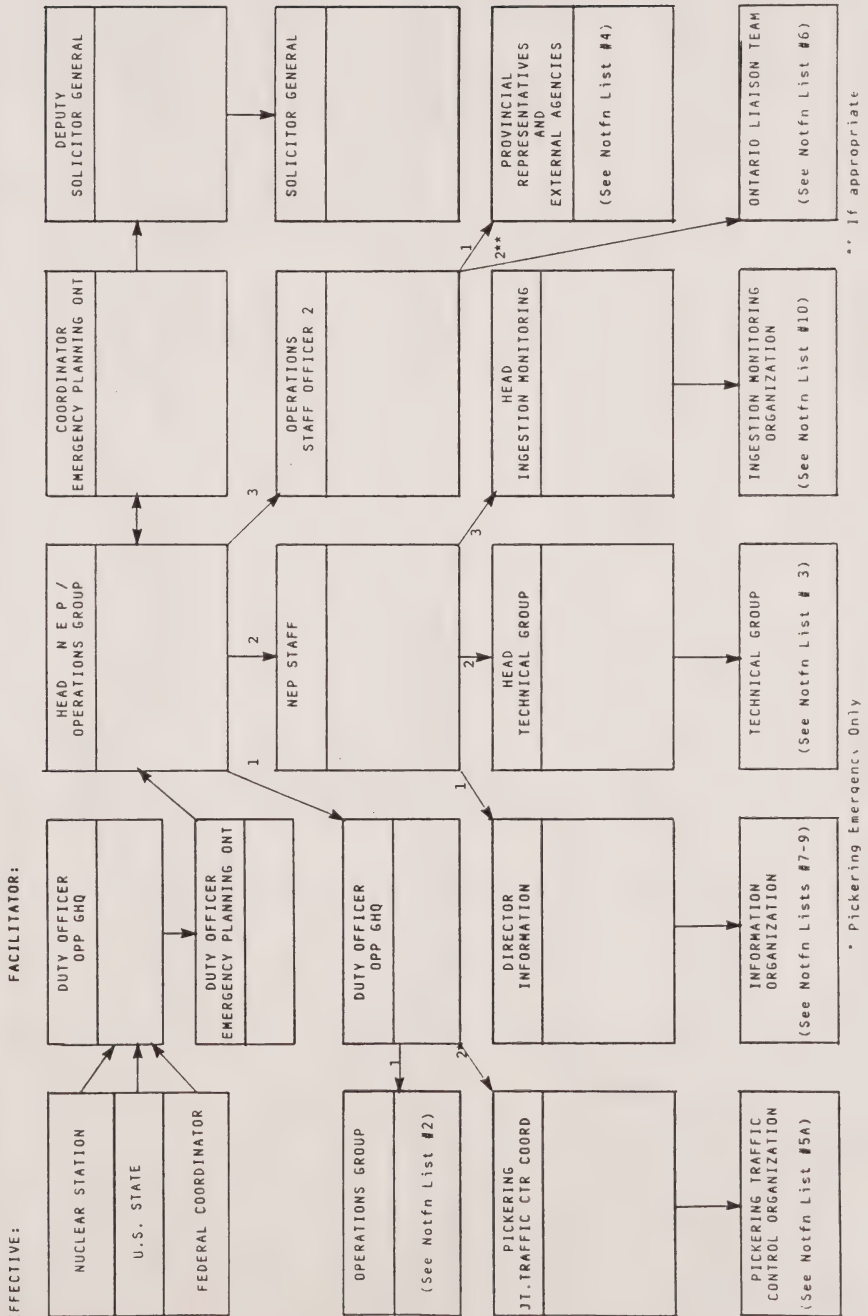 FFECTIVE:
FACILITATOR:
NUCLEAR STATION
U.S. STATE
FEDERAL COORDINATOR
DUTY OFFICER
OPP GHQ
DUTY OFFICER
EMERGENCY PLANNING ONT
HEAD N E P /
OPERATIONS GROUP
COORDINATOR
EMERGENCY PLANNING ONT
DEPUTY
SOLICITOR GENERAL
1
2
3
OPERATIONS GROUP
(See Notfn List #2)
1
DUTY OFFICER
OPP GHQ
2*
NEP STAFF
OPERATIONS
STAFF OFFICER 2
SOLICITOR GENERAL
1
2
3
1
2**
PICKERING
JT.TRAFFIC CTR COORD
DIRECTOR
INFORMATION
HEAD
TECHNICAL GROUP
HEAD
INGESTION MONITORING
PROVINCIAL
REPRESENTATIVES
AND
EXTERNAL AGENCIES
(See Notfn List #4)
PICKERING TRAFFIC
CONTROL ORGANIZATION
(See Notfn List #5A)
INFORMATION
ORGANIZATION
(See Notfn Lists #7-9)
TECHNICAL GROUP
(See Notfn List # 3)
INGESTION MONITORING
ORGANIZATION
(See Notfn List #10)
ONTARIO LIAISON TEAM
(See Notfn List #6)
* Pickering Emergency Only
** If appropriate